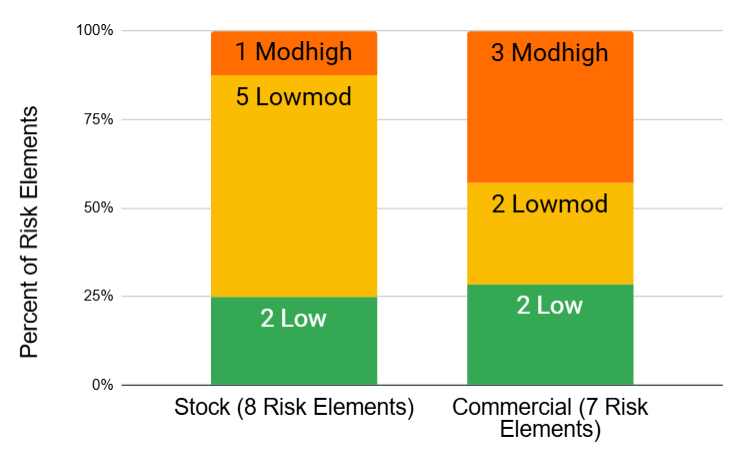 Percent of Risk Elements
100%
75%
50%
25%
0%
1 Modhigh
5 Lowmod
2 Low
3 Modhigh
2 Lowmod
2 Low
Stock (8 Risk Elements)
Commercial (7 Risk
Elements)